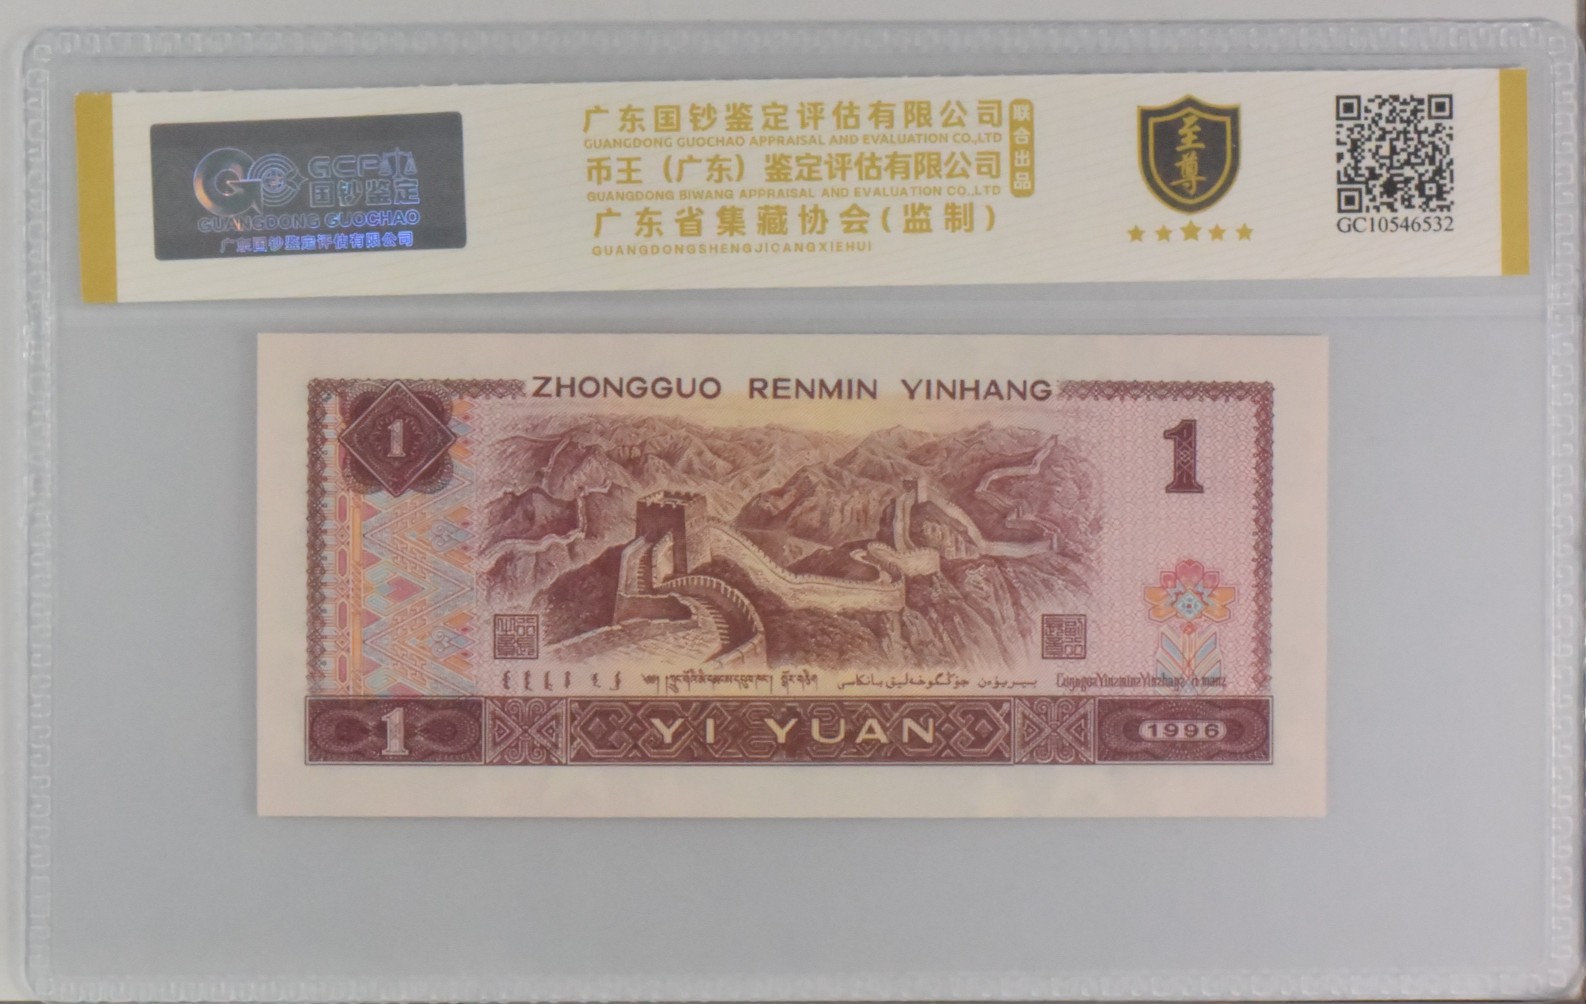 GCP
国钞鉴定
GUANGDONG GUOCHAO
广东国钞鉴定评估有限公司
广东国钞鉴定评估有限公司
GUANGDONG GUOCHAO APPRAISAL AND EVALUATION CO.,LTD
币王（广东）鉴定评估有限公司
GUANGDONG BIWANG APPRAISAL AND EVALUATION CO.,LTD
广东省集藏协会(监制)
GUANGDONGSHENGJICANGXIEHUI
联合出品
至尊
GC10546532
ZHONGGUO RENMIN YINHANG
1
1
1
YI YUAN
1996